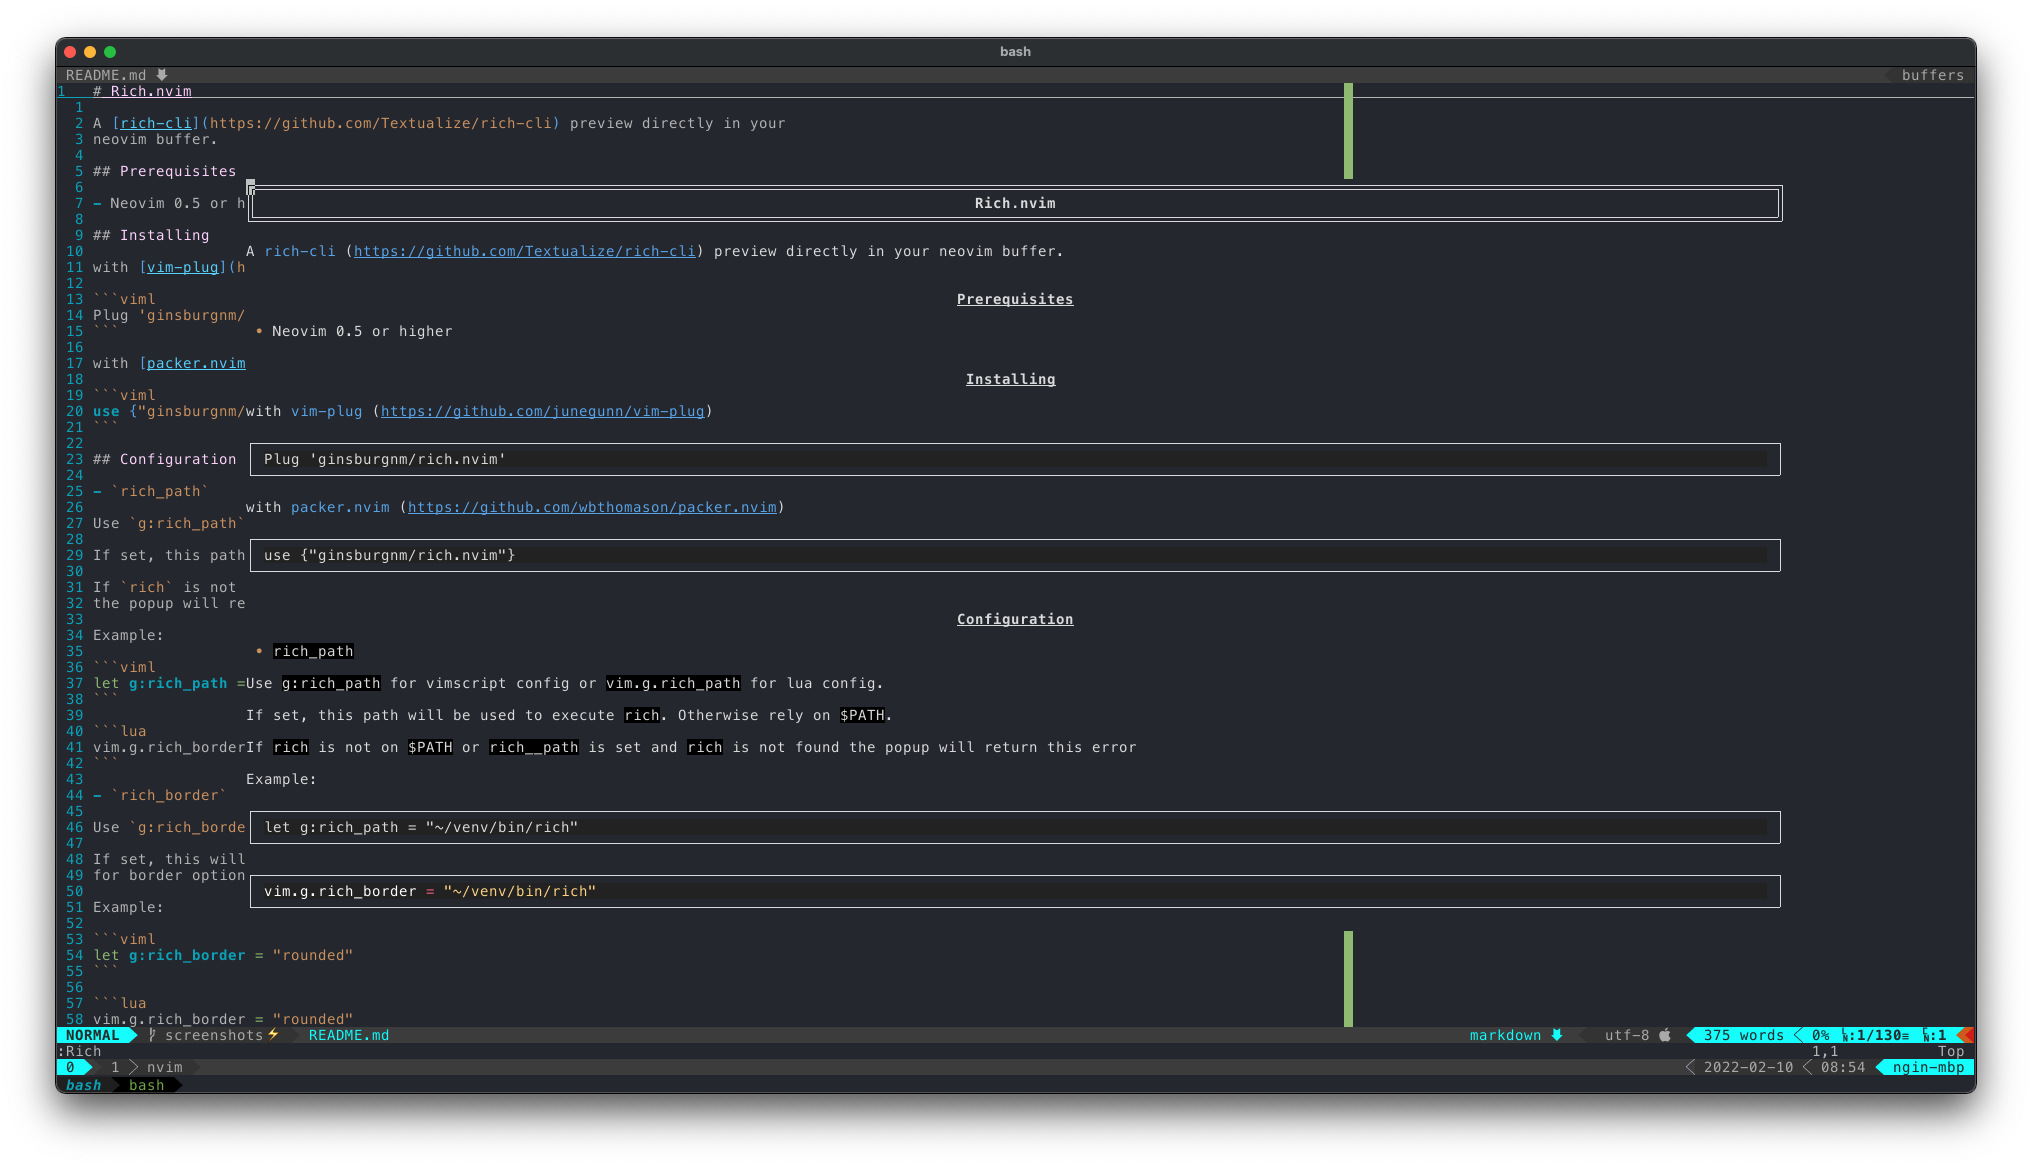 bash
README.md buffers
1 # Rich.nvim
1
2 A [rich-cli](https://github.com/Textualize/rich-cli) preview directly in your
3 neovim buffer.
4
5 ## Prerequisites
6
7 - Neovim 0.5 or h Rich.nvim
8
9 ## Installing
10 A rich-cli (https://github.com/Textualize/rich-cli) preview directly in your neovim buffer.
11 with [vim-plug](h
12
13 ```viml Prerequisites
14 Plug 'ginsburgnm/
15 ``` • Neovim 0.5 or higher
16
17 with [packer.nvim
18 Installing
19 ```viml
20 use {"ginsburgnm/with vim-plug (https://github.com/junegunn/vim-plug)
21 ```
22
23 ## Configuration Plug 'ginsburgnm/rich.nvim'
24
25 - `rich_path`
26 with packer.nvim (https://github.com/wbthomason/packer.nvim)
27 Use `g:rich_path`
28
29 If set, this path use {"ginsburgnm/rich.nvim"}
30
31 If `rich` is not
32 the popup will re
33 Configuration
34 Example:
35 • rich_path
36 ```viml
37 let g:rich_path =Use g:rich_path for vimscript config or vim.g.rich_path for lua config.
38 ```
39 If set, this path will be used to execute rich. Otherwise rely on $PATH.
40 ```lua
41 vim.g.rich_borderIf rich is not on $PATH or rich__path is set and rich is not found the popup will return this error
42 ```
43 Example:
44 - `rich_border`
45
46 Use `g:rich_borde let g:rich_path = "~/venv/bin/rich"
47
48 If set, this will
49 for border option
50 vim.g.rich_border = "~/venv/bin/rich"
51 Example:
52
53 ```viml
54 let g:rich_border = "rounded"
55 ```
56
57 ```lua
58 vim.g.rich_border = "rounded"
NORMAL screenshots⚡ README.md markdown utf-8 375 words 0% ㏑:1/130≡ ℅:1
:Rich 1,1 Top
0 1 nvim 2022-02-10 08:54 ngin-mbp
bash bash